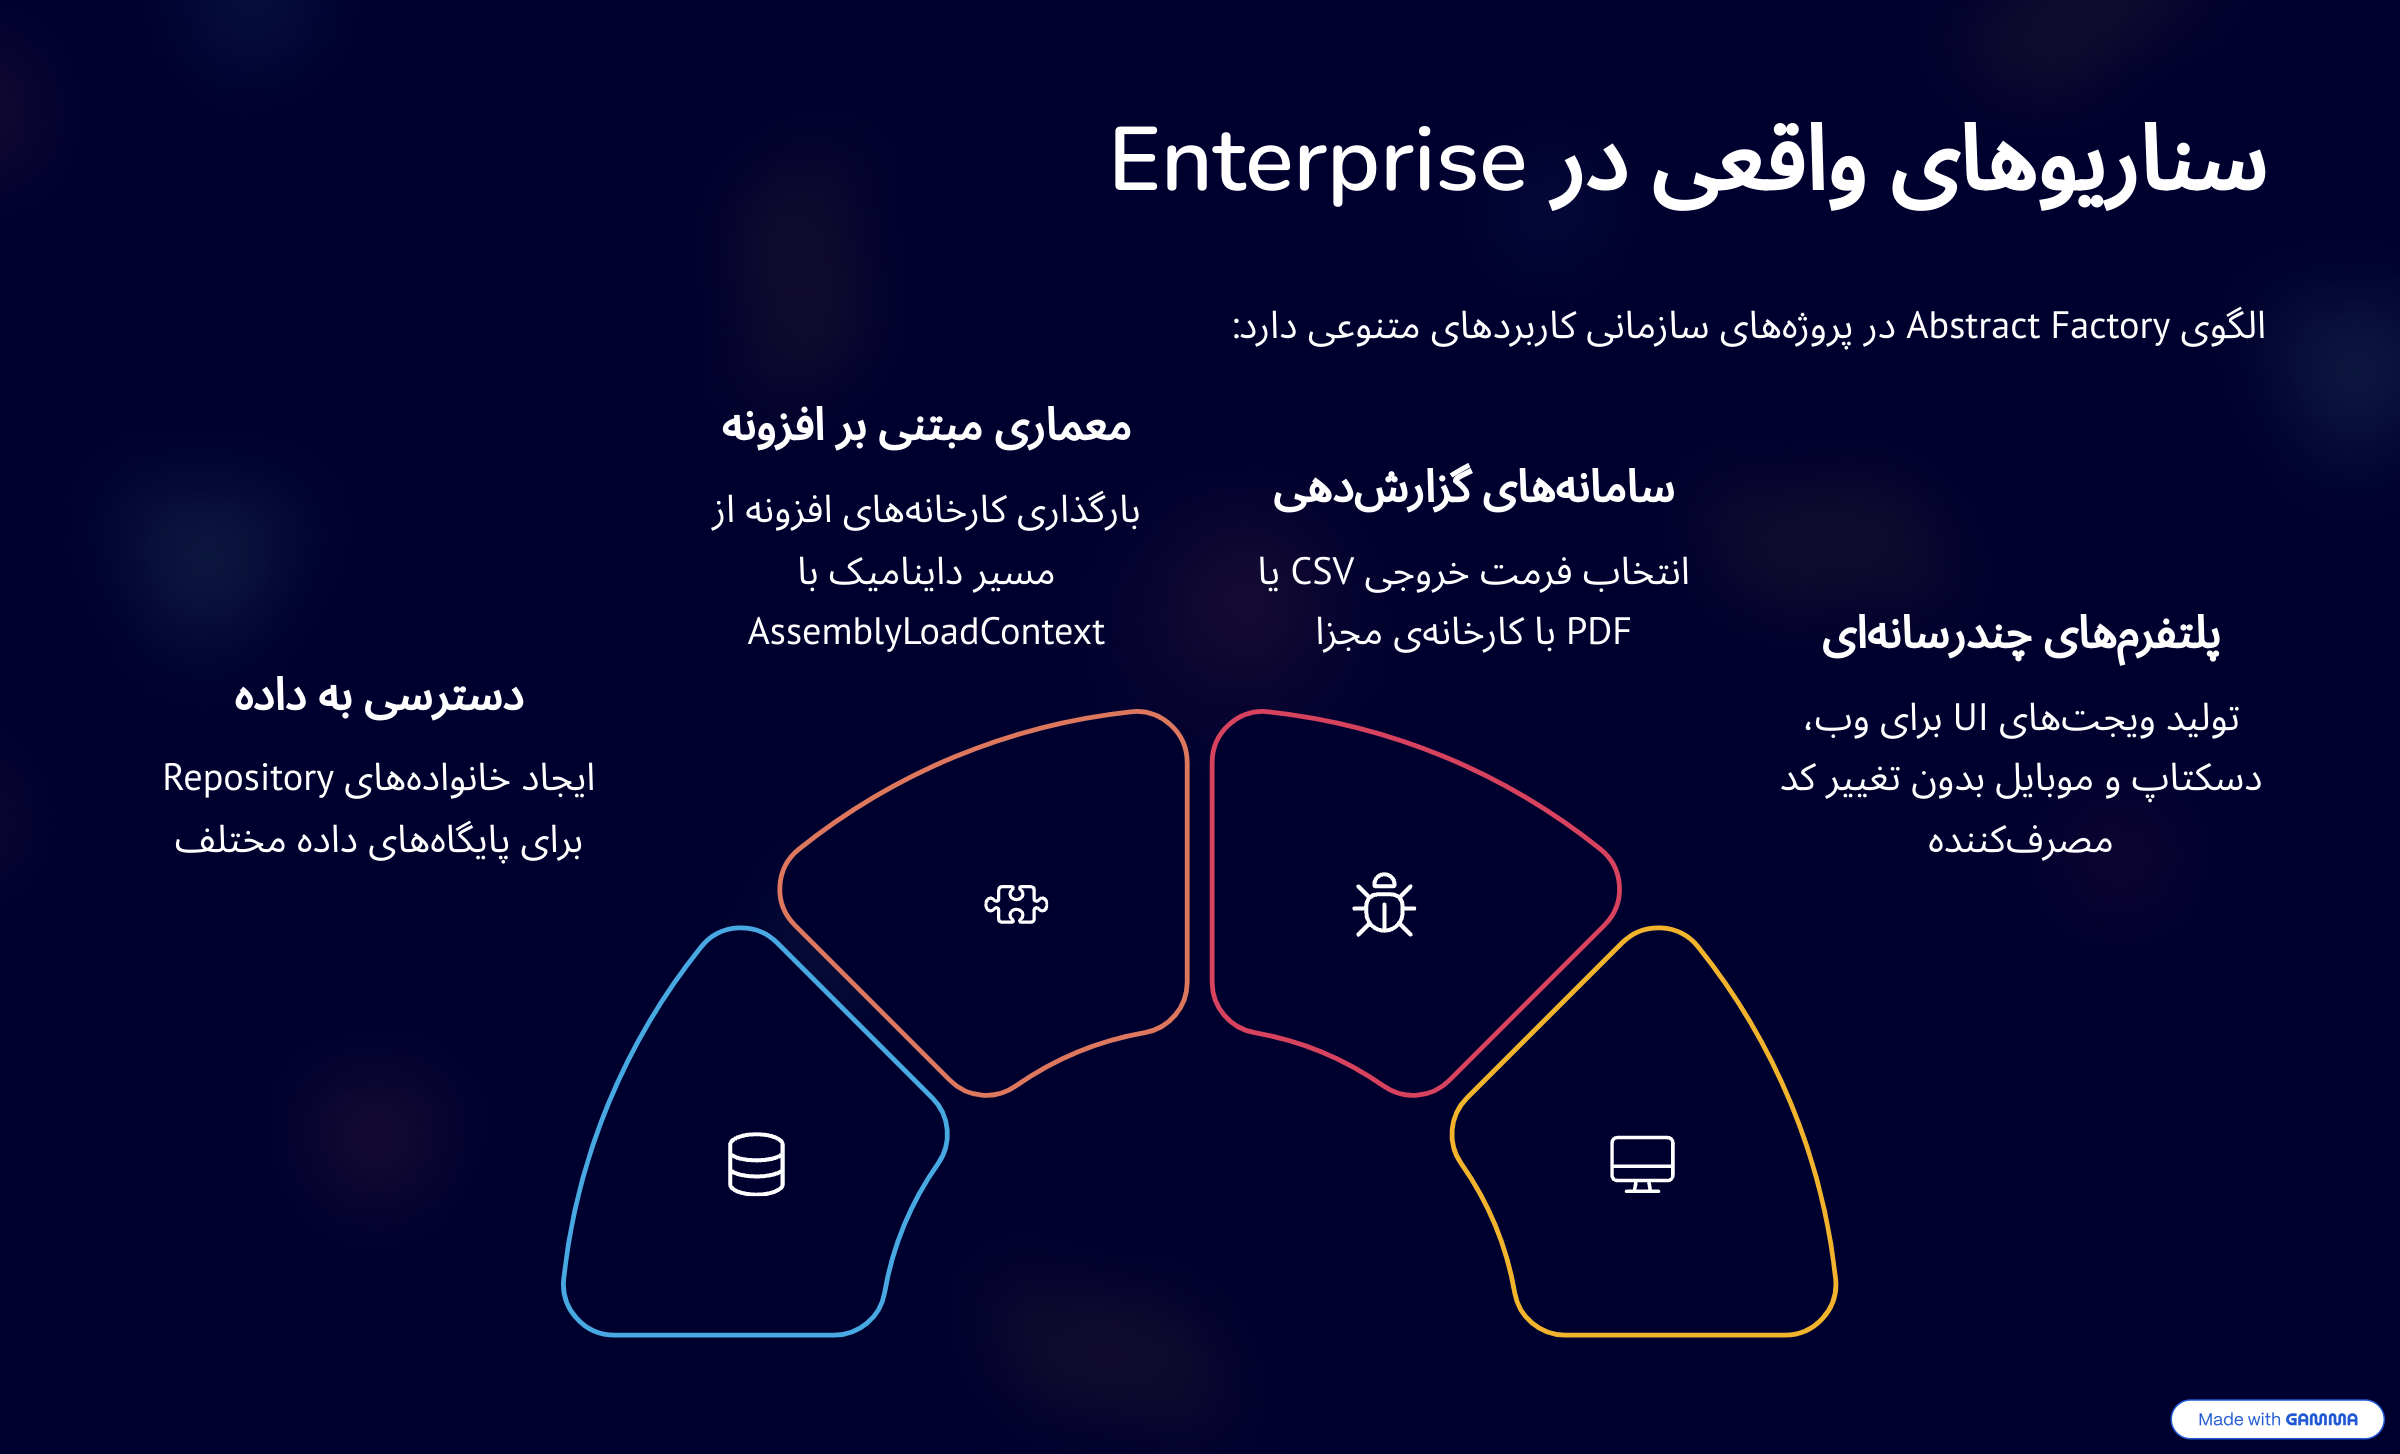 سناریوهای واقعی در Enterprise
الگوی Abstract Factory در پروژه‌های سازمانی کاربردهای متنوعی دارد:
معماری مبتنی بر افزونه
بارگذاری کارخانه‌های افزونه از
مسیر داینامیک با
AssemblyLoadContext
سامانه‌های گزارش‌دهی
انتخاب فرمت خروجی CSV یا
PDF با کارخانه‌ی مجزا
پلتفرم‌های چندرسانه‌ای
تولید ویجت‌های UI برای وب،
دسکتاپ و موبایل بدون تغییر کد
مصرف‌کننده
دسترسی به داده
ایجاد خانواده‌های Repository
برای پایگاه‌های داده مختلف
Made with GAMMA